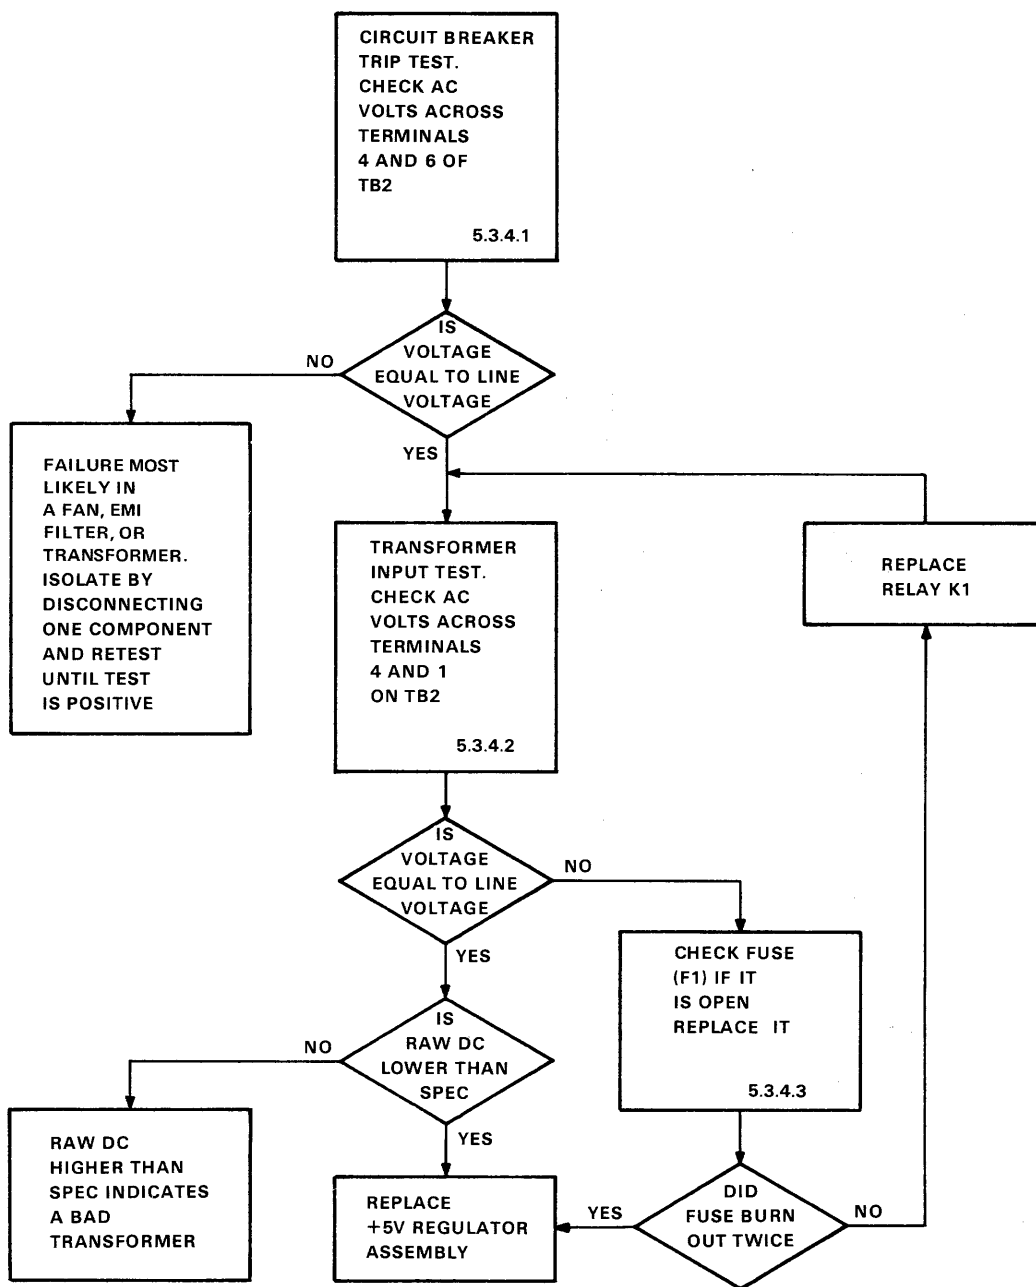 CIRCUIT BREAKER
TRIP TEST.
CHECK AC
VOLTS ACROSS
TERMINALS
4 AND 6 OF
TB2
5.3.4.1
IS
VOLTAGE
EQUAL TO LINE
VOLTAGE
NO
YES
FAILURE MOST
LIKELY IN
A FAN, EMI
FILTER, OR
TRANSFORMER.
ISOLATE BY
DISCONNECTING
ONE COMPONENT
AND RETEST
UNTIL TEST
IS POSITIVE
TRANSFORMER
INPUT TEST.
CHECK AC
VOLTS ACROSS
TERMINALS
4 AND 1
ON TB2
5.3.4.2
REPLACE
RELAY K1
IS
VOLTAGE
EQUAL TO LINE
VOLTAGE
NO
YES
CHECK FUSE
(F1) IF IT
IS OPEN
REPLACE IT
5.3.4.3
IS
RAW DC
LOWER THAN
SPEC
NO
YES
RAW DC
HIGHER THAN
SPEC INDICATES
A BAD
TRANSFORMER
REPLACE
+5V REGULATOR
ASSEMBLY
YES
DID
FUSE BURN
OUT TWICE
NO